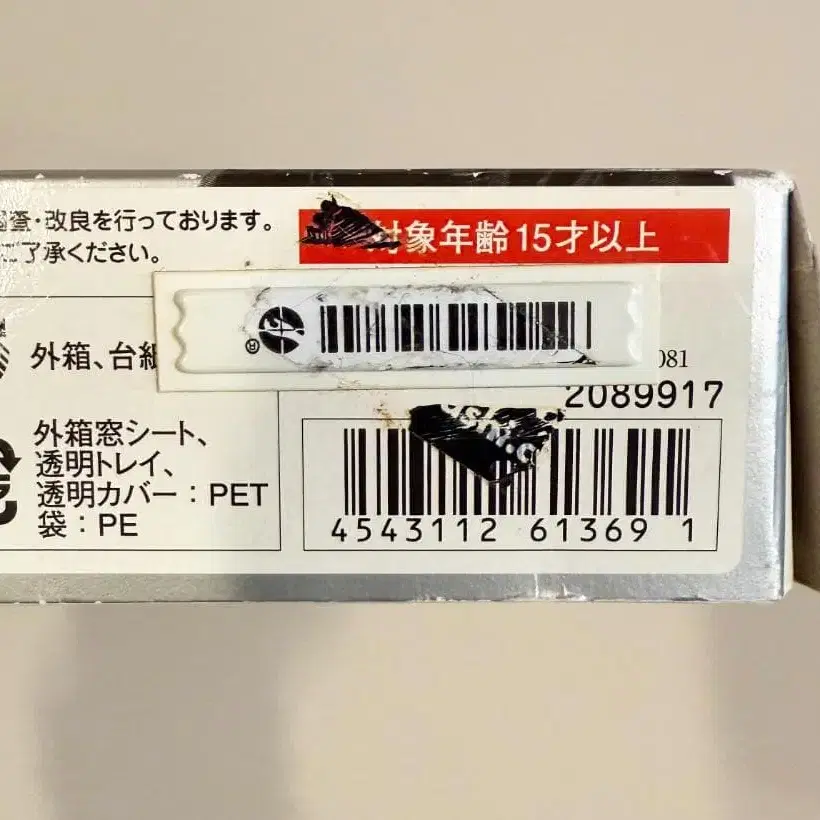 ・改良を行っております。
ご了承ください。
対象年齢15才以上
®
外箱、台紙
081
2089917
外箱窓シート、
透明トレイ、
透明カバー：PET
袋：PE
4543112 61369 1